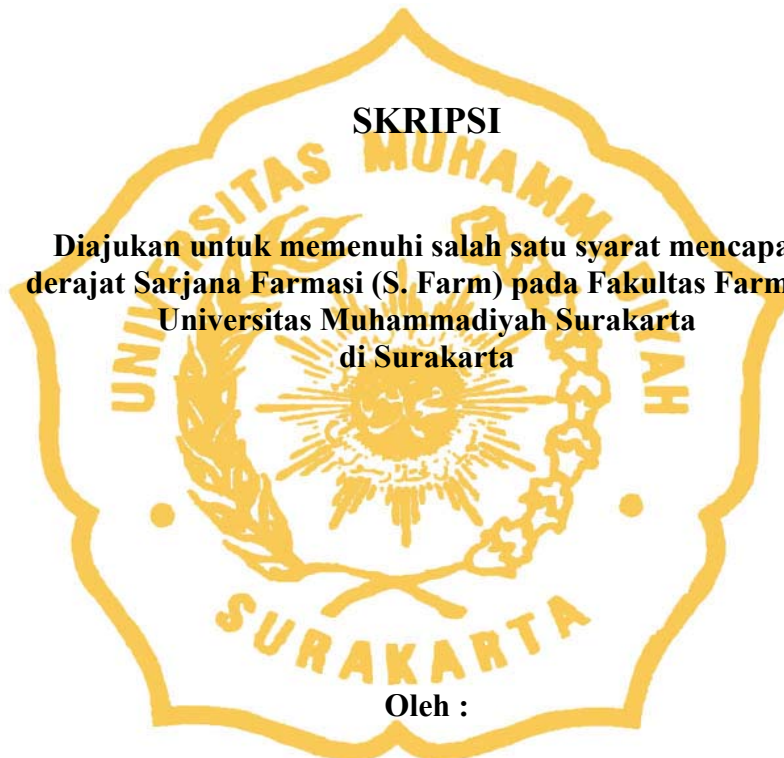 SKRIPSI
UNIVERSITAS MUHAMMADIYAH
Diajukan untuk memenuhi salah satu syarat mencapa
derajat Sarjana Farmasi (S. Farm) pada Fakultas Farm
Universitas Muhammadiyah Surakarta
di Surakarta
SURAKARTA
Oleh :